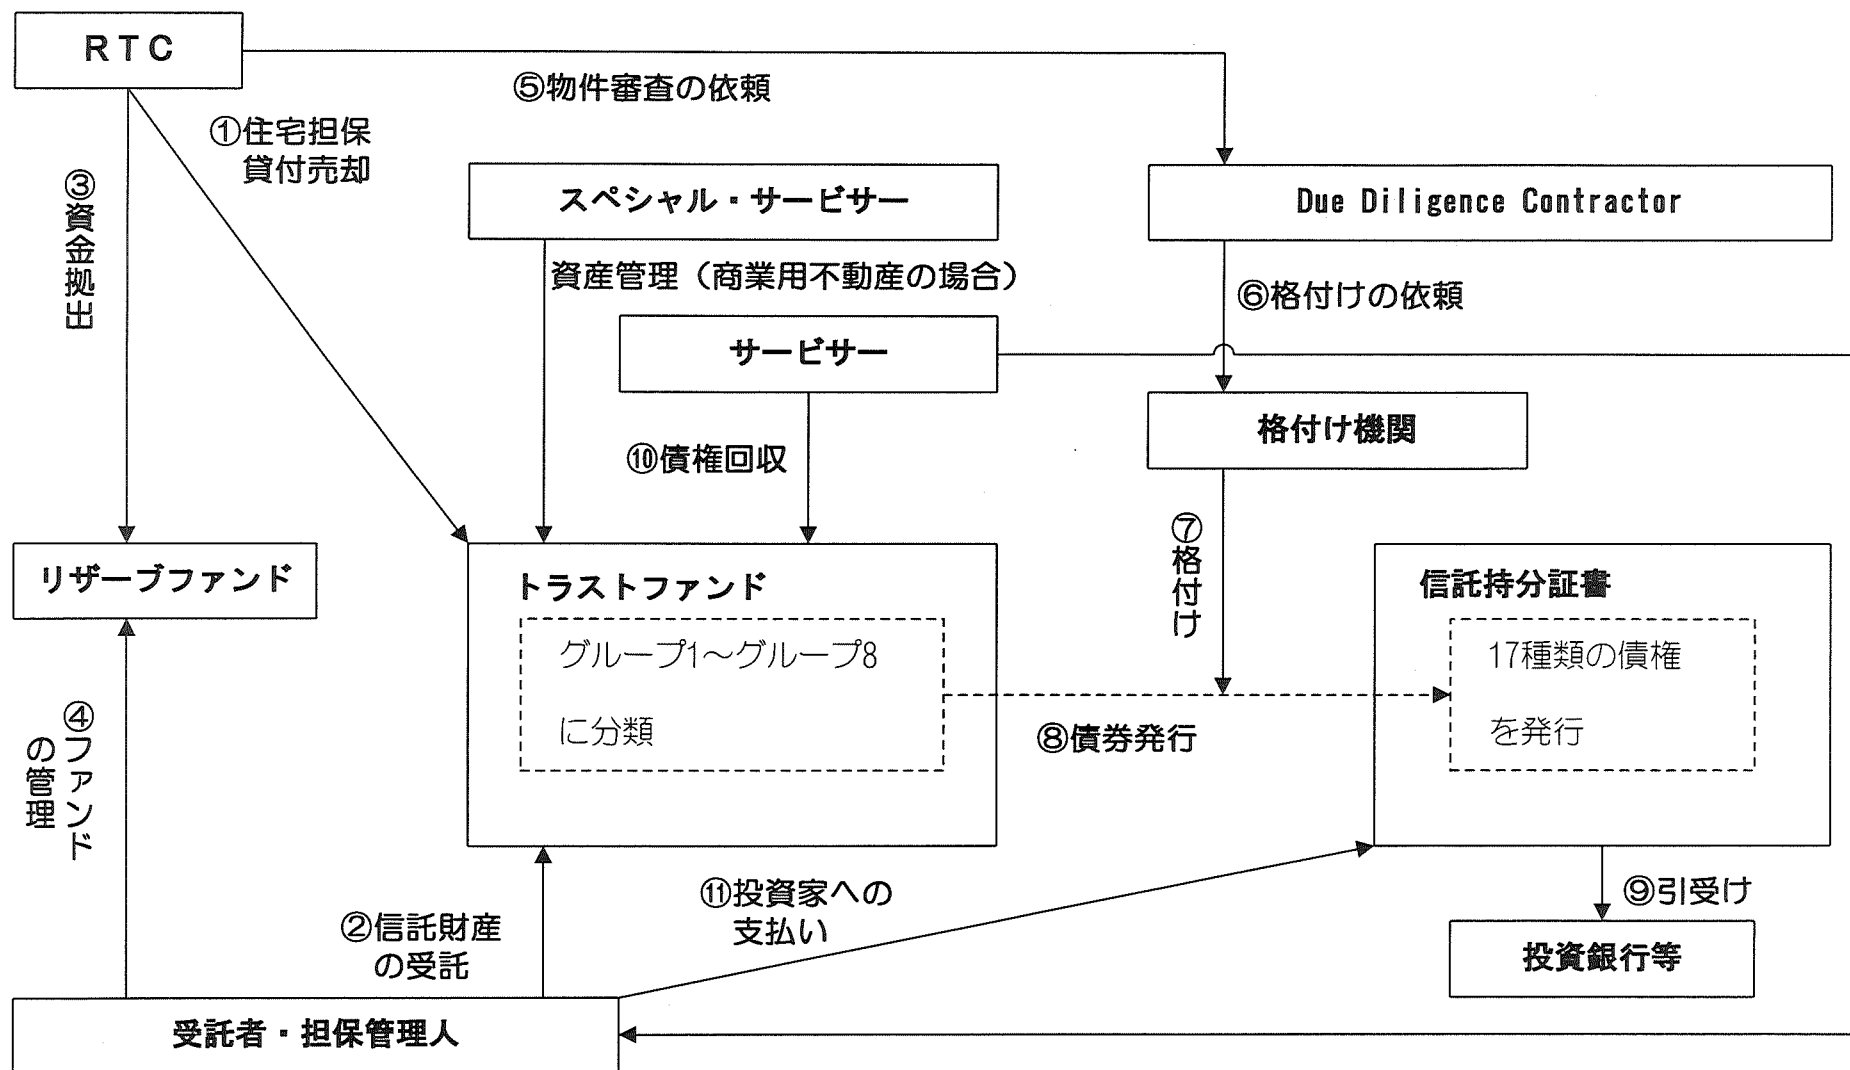 RTC
⑤物件審査の依頼
①住宅担保
貸付売却
③資金拠出
スペシャル・サービサー
Due Diligence Contractor
資産管理（商業用不動産の場合）
⑥格付けの依頼
サービサー
格付け機関
⑩債権回収
⑦格付け
リザーブファンド
トラストファンド
グループ1～グループ8
に分類
信託持分証書
17種類の債権
を発行
⑧債券発行
④ファンド
の管理
②信託財産
の受託
⑪投資家への
支払い
⑨引受け
投資銀行等
受託者・担保管理人